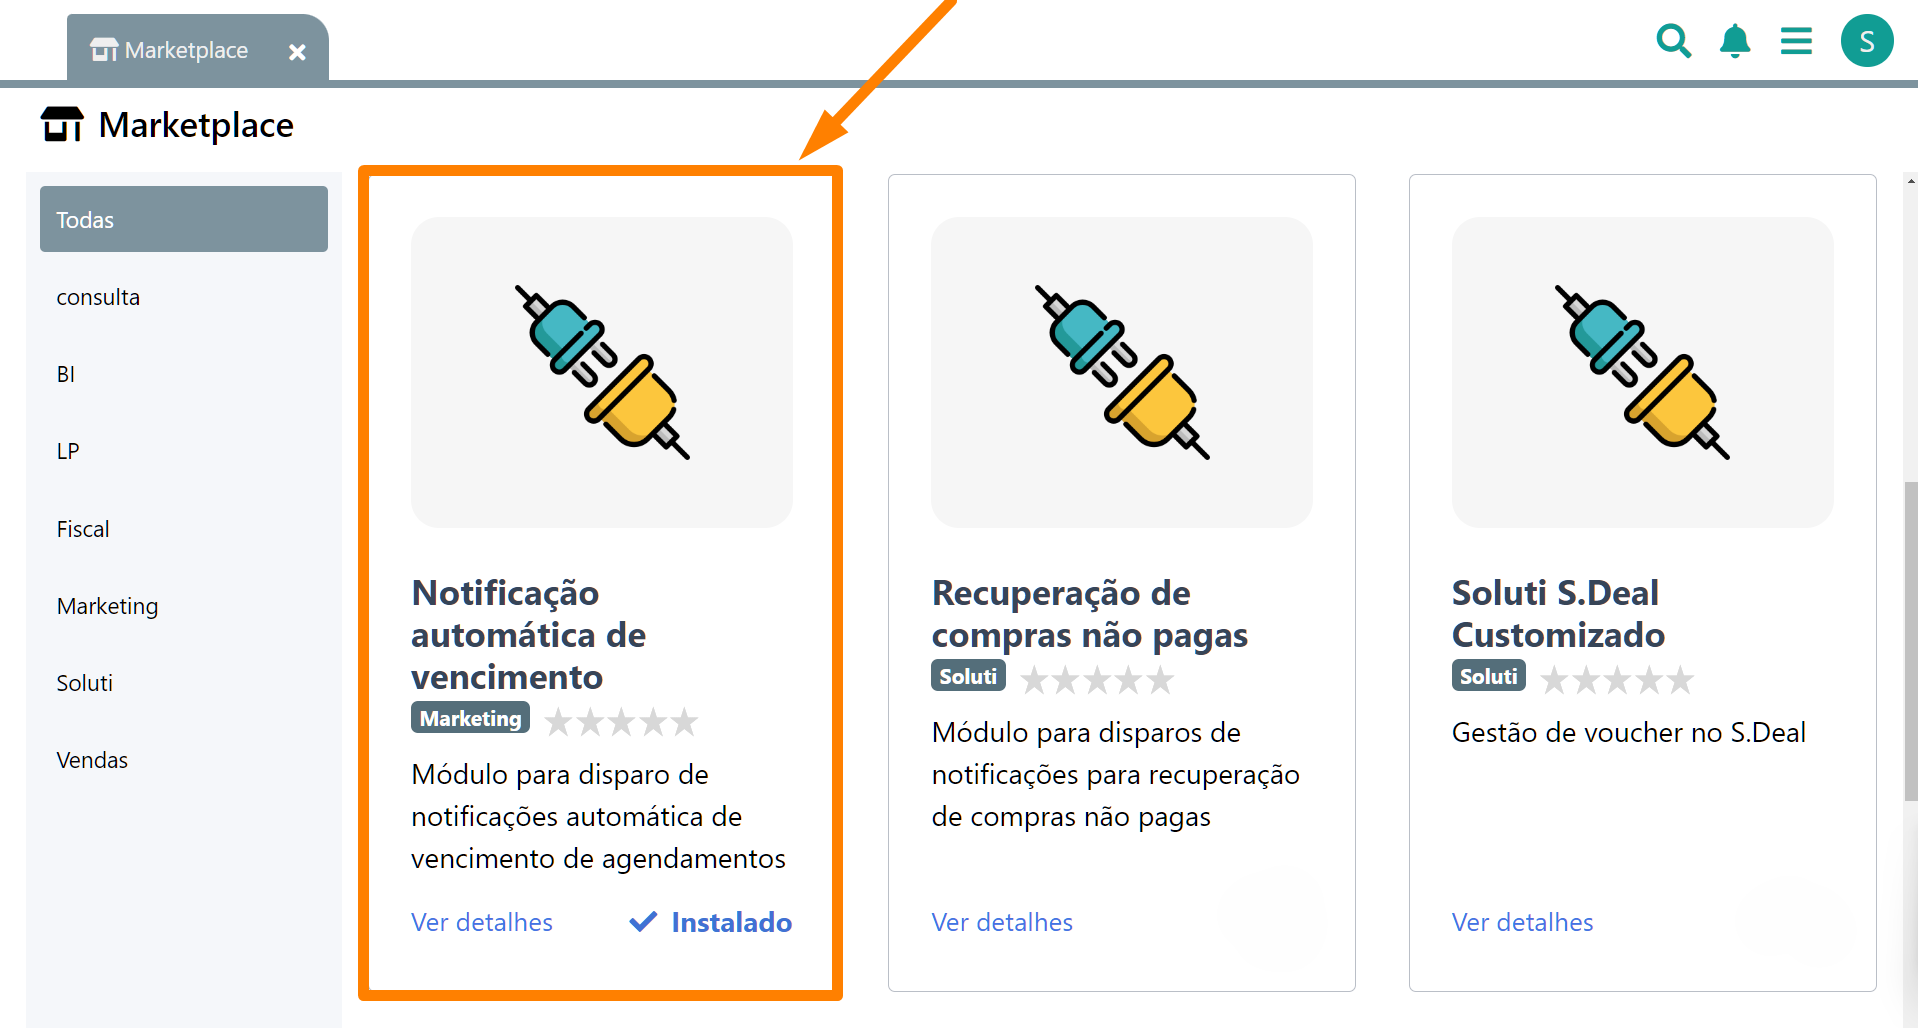 Marketplace
S
Marketplace
Todas
consulta
BI
LP
Fiscal
Marketing
Soluti
Vendas
Notificação
automática de
vencimento
Marketing
Módulo para disparo de
notificações automática de
vencimento de agendamentos
Ver detalhes
Instalado
Recuperação de
compras não pagas
Soluti
Módulo para disparos de
notificações para recuperação
de compras não pagas
Ver detalhes
Soluti S.Deal
Customizado
Soluti
Gestão de voucher no S.Deal
Ver detalhes